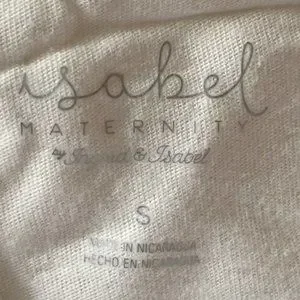 isabel
MATERNITY
by Ingrid & Isabel
S
MADE IN NICARAGUA
HECHO EN NICARAGUA